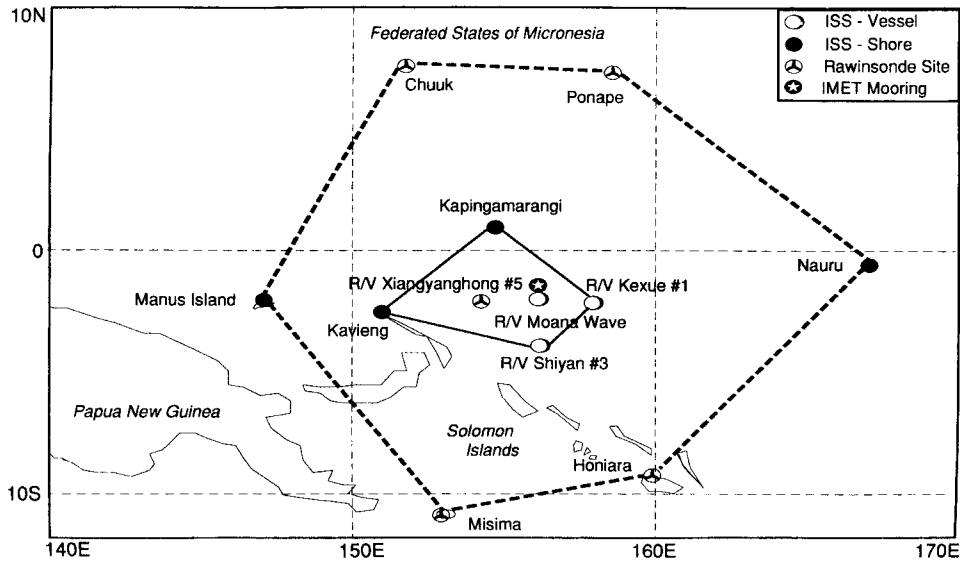 10N
Federated States of Micronesia
ISS - Vessel
ISS - Shore
Rawinsonde Site
IMET Mooring
Chuuk
Ponape
Kapingamarangi
0
Nauru
R/V Xiangyanghong #5
R/V Kexue #1
Manus Island
Kavieng
R/V Moana Wave
R/V Shiyan #3
Papua New Guinea
Solomon
Islands
Honiara
10S
Misima
140E
150E
160E
170E